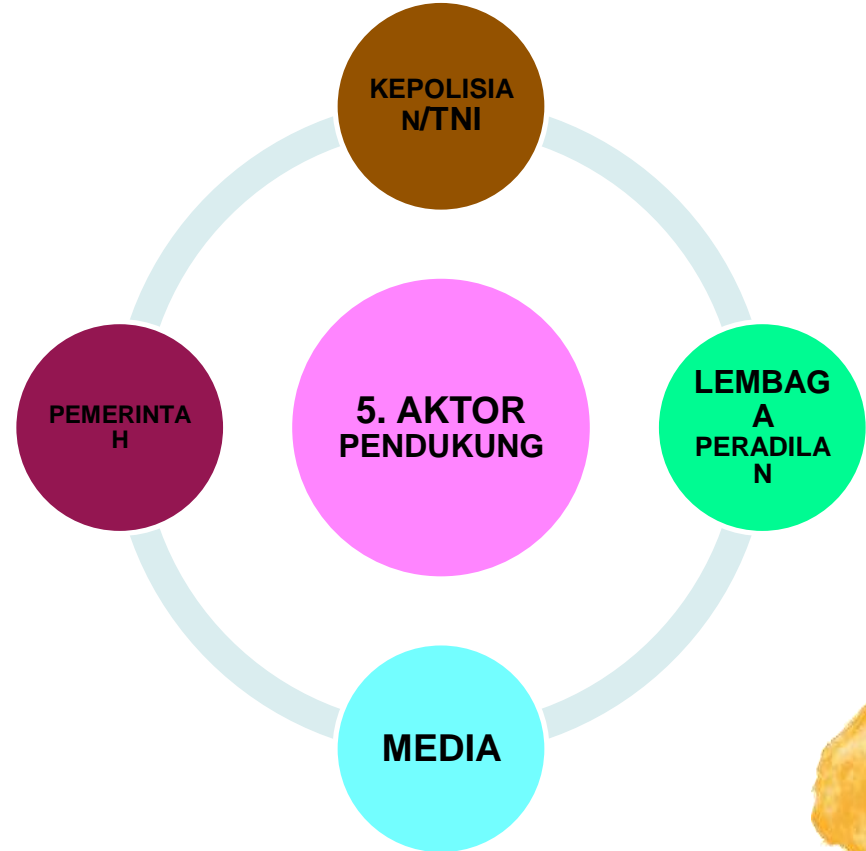 KEPOLISIA
N/TNI
PEMERINTA
H
5. AKTOR
PENDUKUNG
LEMBAG
A
PERADILA
N
MEDIA